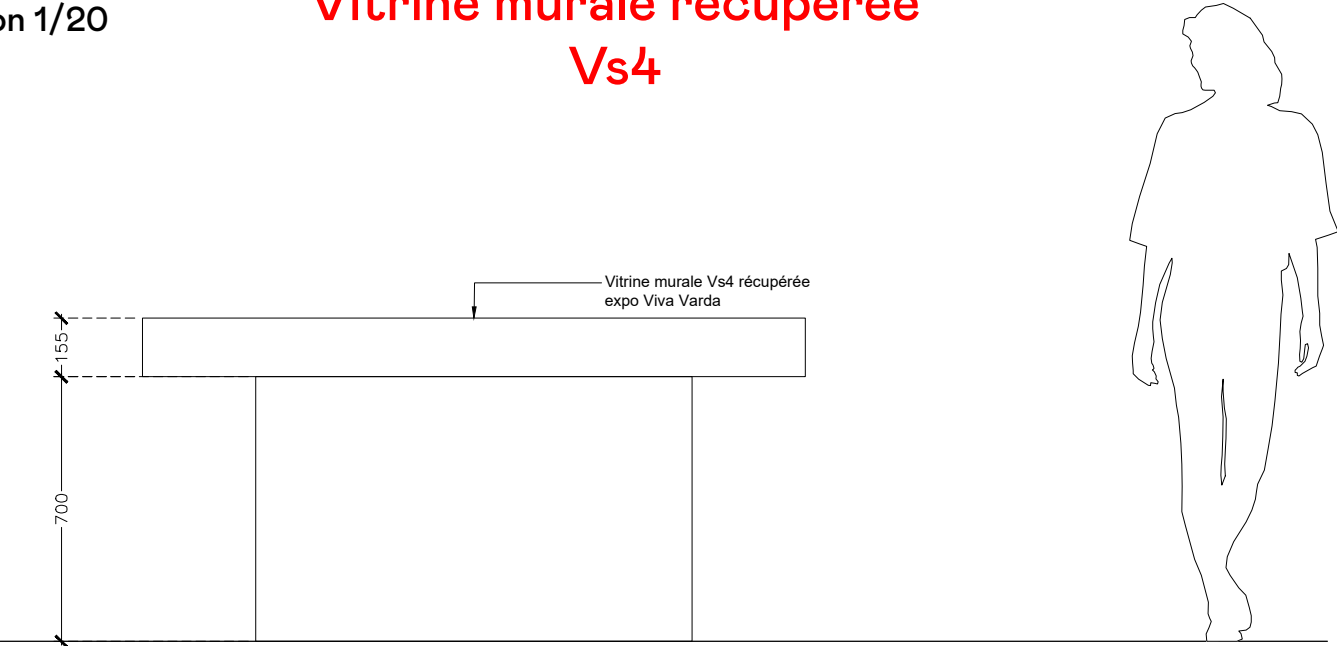 on 1/20
Vitrine murale récupérée
Vs4
Vitrine murale Vs4 récupérée
expo Viva Varda
155
700